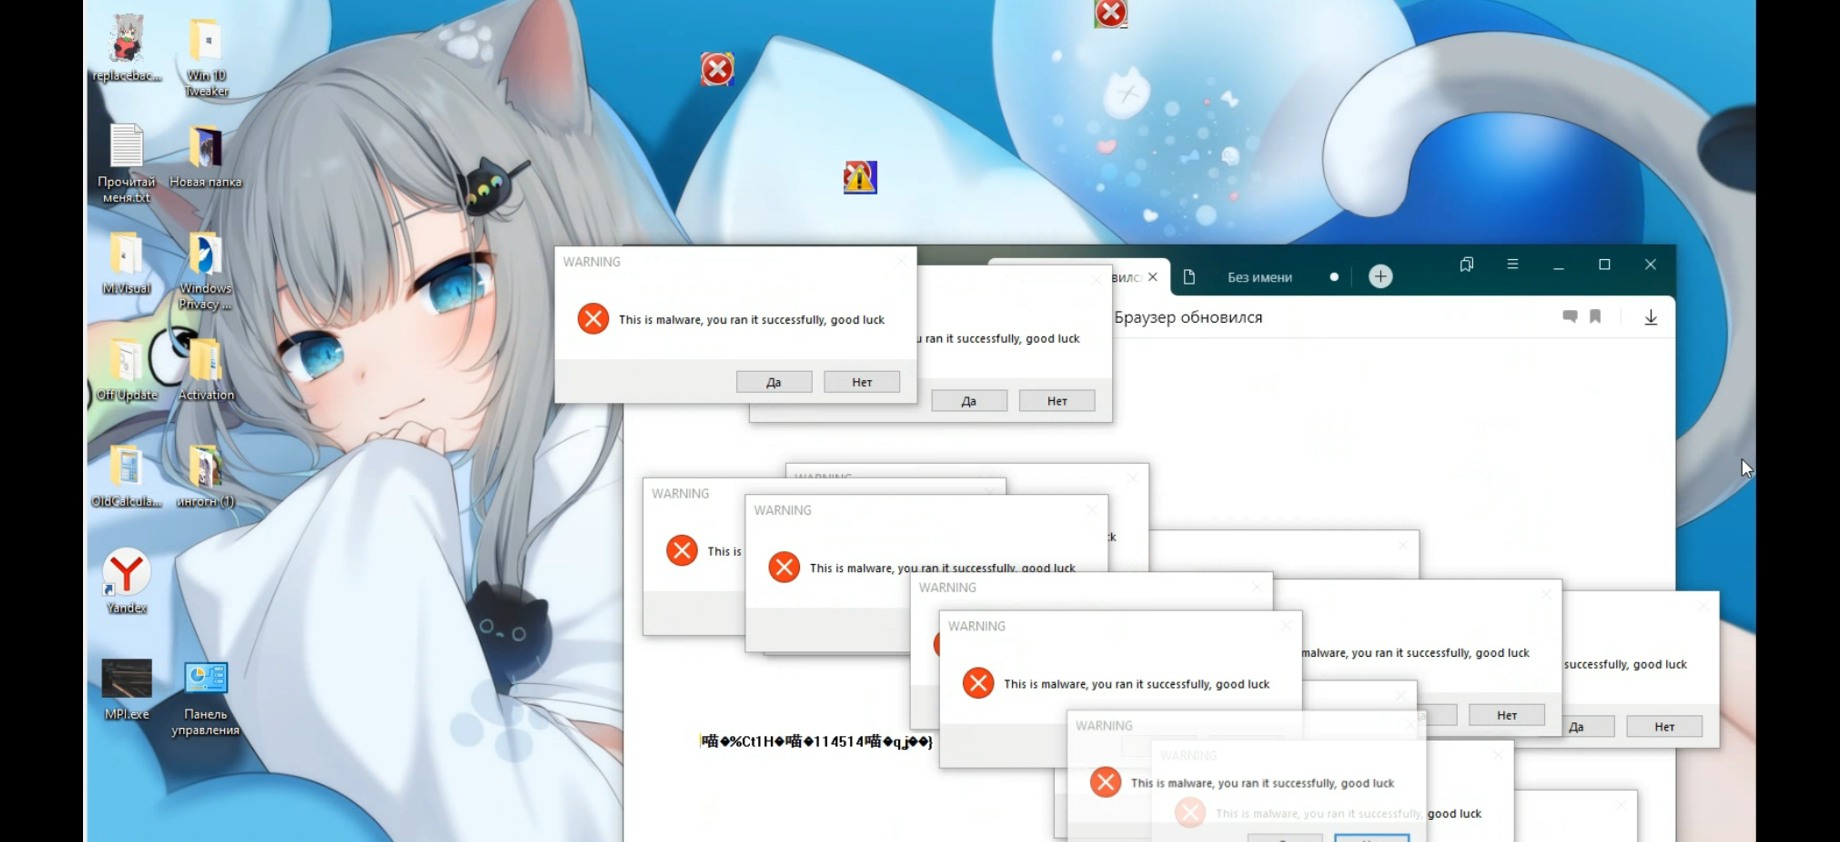 replacebac...
Win 10
Tweaker
Прочитай
меня.txt
Новая папка
M.Visual
Windows
Privacy ...
Off Update
Activation
OldCalcula...
инкогн (1)
Yandex
MPI.exe
Панель
управления
вилс
Без имени
Браузер обновился
WARNING
This is malware, you ran it successfully, good luck
Да
Нет
u ran it successfully, good luck
Да
Нет
WARNING
WARNING
This is
WARNING
This is malware, you ran it successfully, good luck
ck
WARNING
WARNING
This is malware, you ran it successfully, good luck
malware, you ran it successfully, good luck
Нет
successfully, good luck
Да
Нет
喵�%Ct1H�喵�114514喵�q,j��}
WARNING
This is malware, you ran it successfully, good luck
WARNING
This is malware, you ran it successfully, good luck